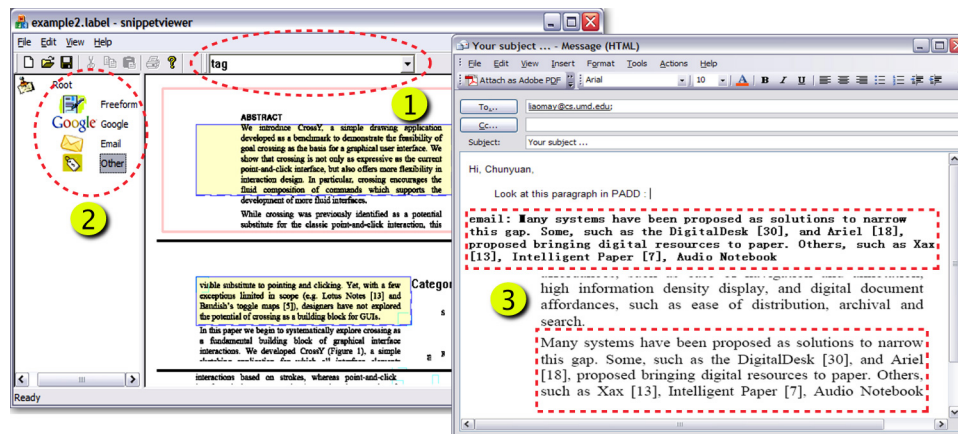 example2.label - snippetviewer
File Edit View Help
tag
1
Root
Freeform
Google Google
Email
Other
2
ABSTRACT
We introduce CrossY, a simple drawing application
developed as a benchmark to demonstrate the feasibility of
goal crossing as the basis for a graphical user interface. We
show that crossing is not only as expressive as the current
point-and-click interface, but also offers more flexibility in
interaction design. In particular, crossing encourages the
fluid composition of commands which supports the
development of more fluid interfaces.
While crossing was previously identified as a potential
substitute for the classic point-and-click interaction, this
visible substitute to pointing and clicking. Yet, with a few
exceptions limited in scope (e.g. Lotus Notes [13] and
Baudish's toggle maps [5]), designers have not explored
the potential of crossing as a building block for GUIs.
Categor
In this paper we begin to systematically explore crossing as
a fundamental building block of graphical interface
interactions. We developed CrossY (Figure 1), a simple
interactions based on strokes, whereas point-and-click
Ready
Your subject ... - Message (HTML)
File Edit View Insert Format Tools Actions Help
Attach as Adobe PDF Arial 10 A B I U
To...
liaomay@cs.umd.edu;
Cc...
Subject: Your subject ...
Hi, Chunyuan,
Look at this paragraph in PADD :
email: Many systems have been proposed as solutions to narrow
this gap. Some, such as the DigitalDesk [30], and Ariel [18],
proposed bringing digital resources to paper. Others, such as Xax
[13], Intelligent Paper [7], Audio Notebook
3
high information density display, and digital document
affordances, such as ease of distribution, archival and
search.
Many systems have been proposed as solutions to narrow
this gap. Some, such as the DigitalDesk [30], and Ariel
[18], proposed bringing digital resources to paper. Others,
such as Xax [13], Intelligent Paper [7], Audio Notebook